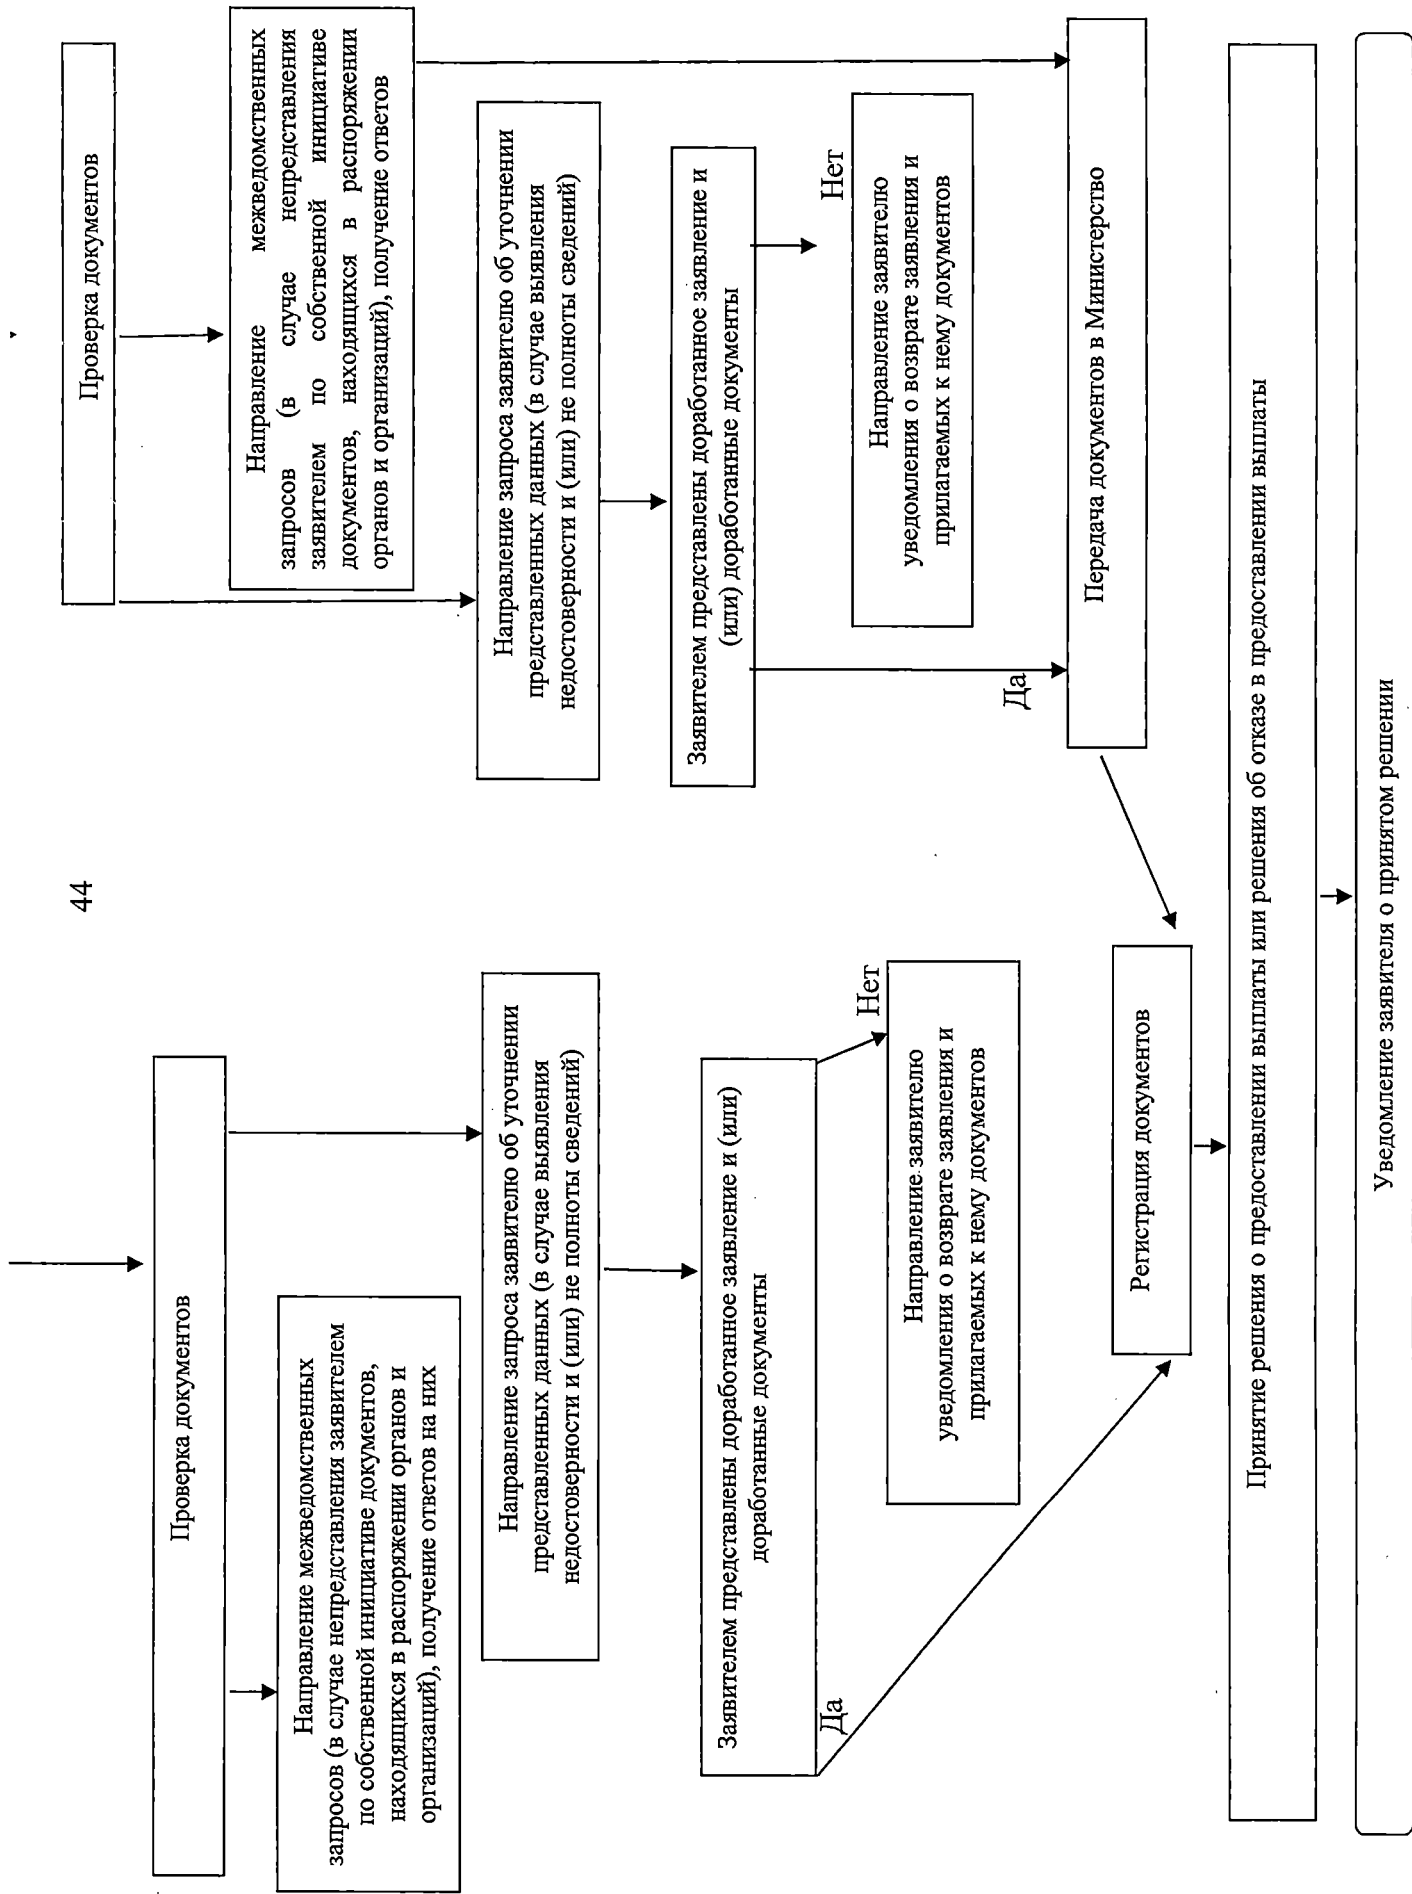 44
Проверка документов
Направление межведомственных
запросов (в случае непредставления заявителем
по собственной инициативе документов,
находящихся в распоряжении органов и
организаций), получение ответов на них
Направление запроса заявителю об уточнении
представленных данных (в случае выявления
недостоверности и (или) не полноты сведений)
Заявителем представлены доработанное заявление и (или)
доработанные документы
Да
Нет
Направление заявителю
уведомления о возврате заявления и
прилагаемых к нему документов
Регистрация документов
Проверка документов
Направление межведомственных
запросов (в случае непредставления
заявителем по собственной инициативе
документов, находящихся в распоряжении
органов и организаций), получение ответов
Направление запроса заявителю об уточнении
представленных данных (в случае выявления
недостоверности и (или) не полноты сведений)
Заявителем представлены доработанное заявление и
(или) доработанные документы
Да
Нет
Направление заявителю
уведомления о возврате заявления и
прилагаемых к нему документов
Передача документов в Министерство
Принятие решения о предоставлении выплаты или решения об отказе в предоставлении выплаты
Уведомление заявителя о принятом решении